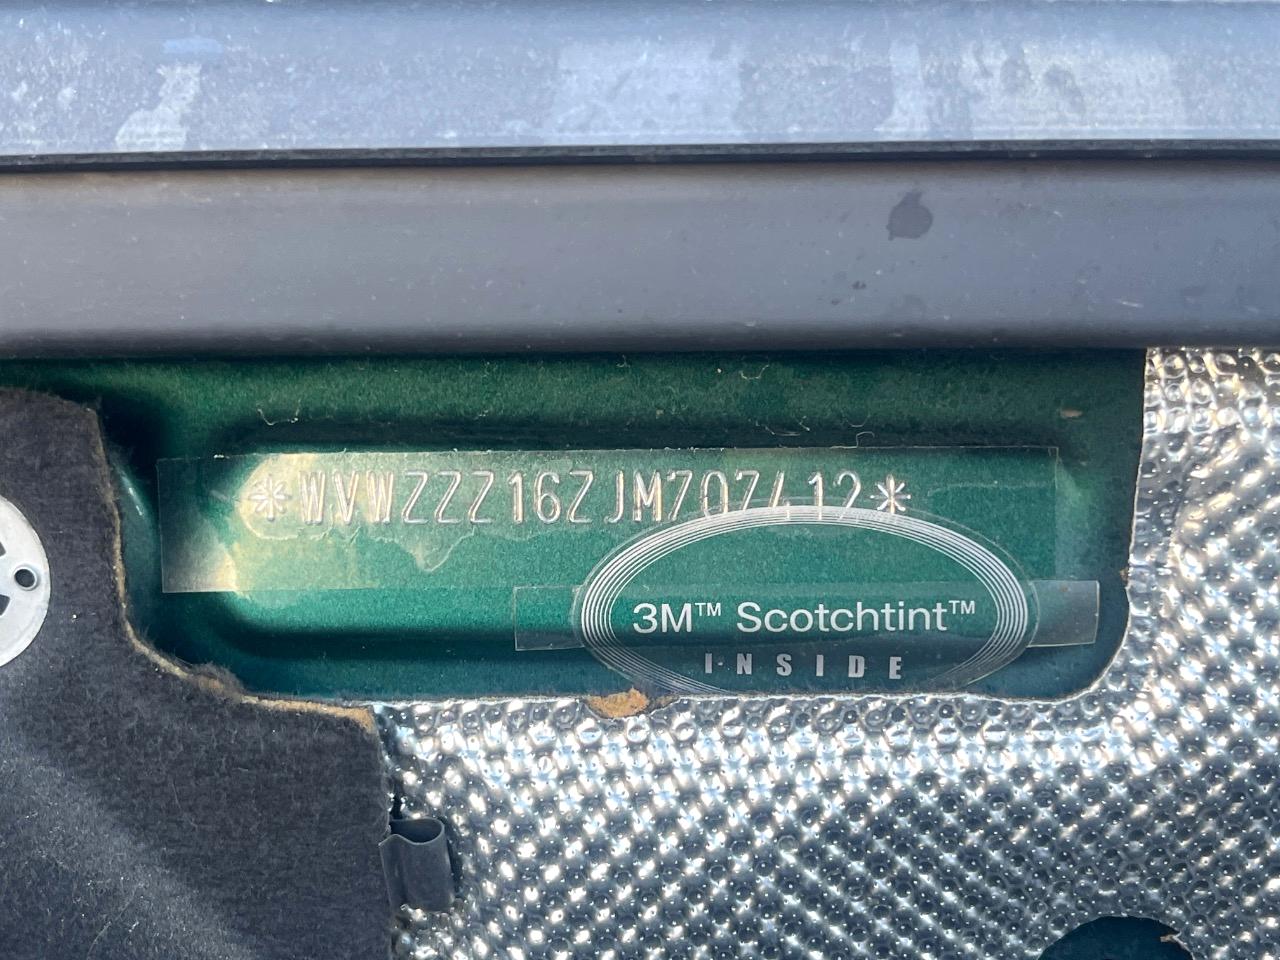 *WVWZZZ16ZJM707412*
3M™ Scotchtint™
INSIDE